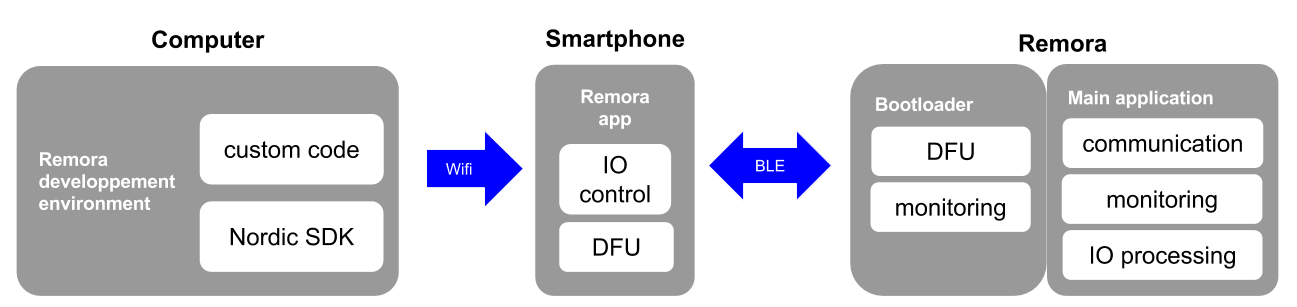 Computer
Remora
developpement
environment
custom code
Nordic SDK
Wifi
Smartphone
Remora
app
IO
control
DFU
BLE
Remora
Bootloader
DFU
monitoring
Main application
communication
monitoring
IO processing